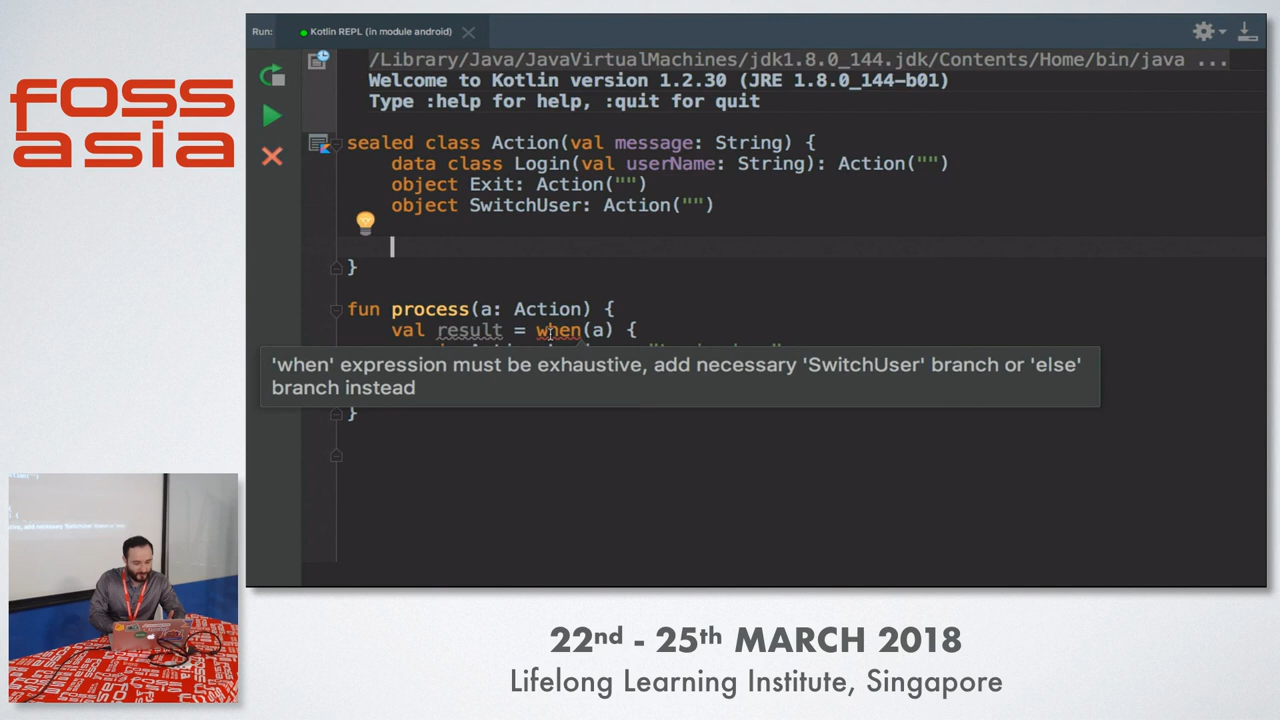 foss
asia
Run:
Kotlin REPL (in module android)
/Library/Java/JavaVirtualMachines/jdk1.8.0_144.jdk/Contents/Home/bin/java ...
Welcome to Kotlin version 1.2.30 (JRE 1.8.0_144-b01)
Type :help for help, :quit for quit
sealed class Action(val message: String) {
data class Login(val userName: String): Action("")
object Exit: Action("")
object SwitchUser: Action("")
}
fun process(a: Action) {
val result = when(a) {
'when' expression must be exhaustive, add necessary 'SwitchUser' branch or 'else'
branch instead
}
22nd - 25th MARCH 2018
Lifelong Learning Institute, Singapore